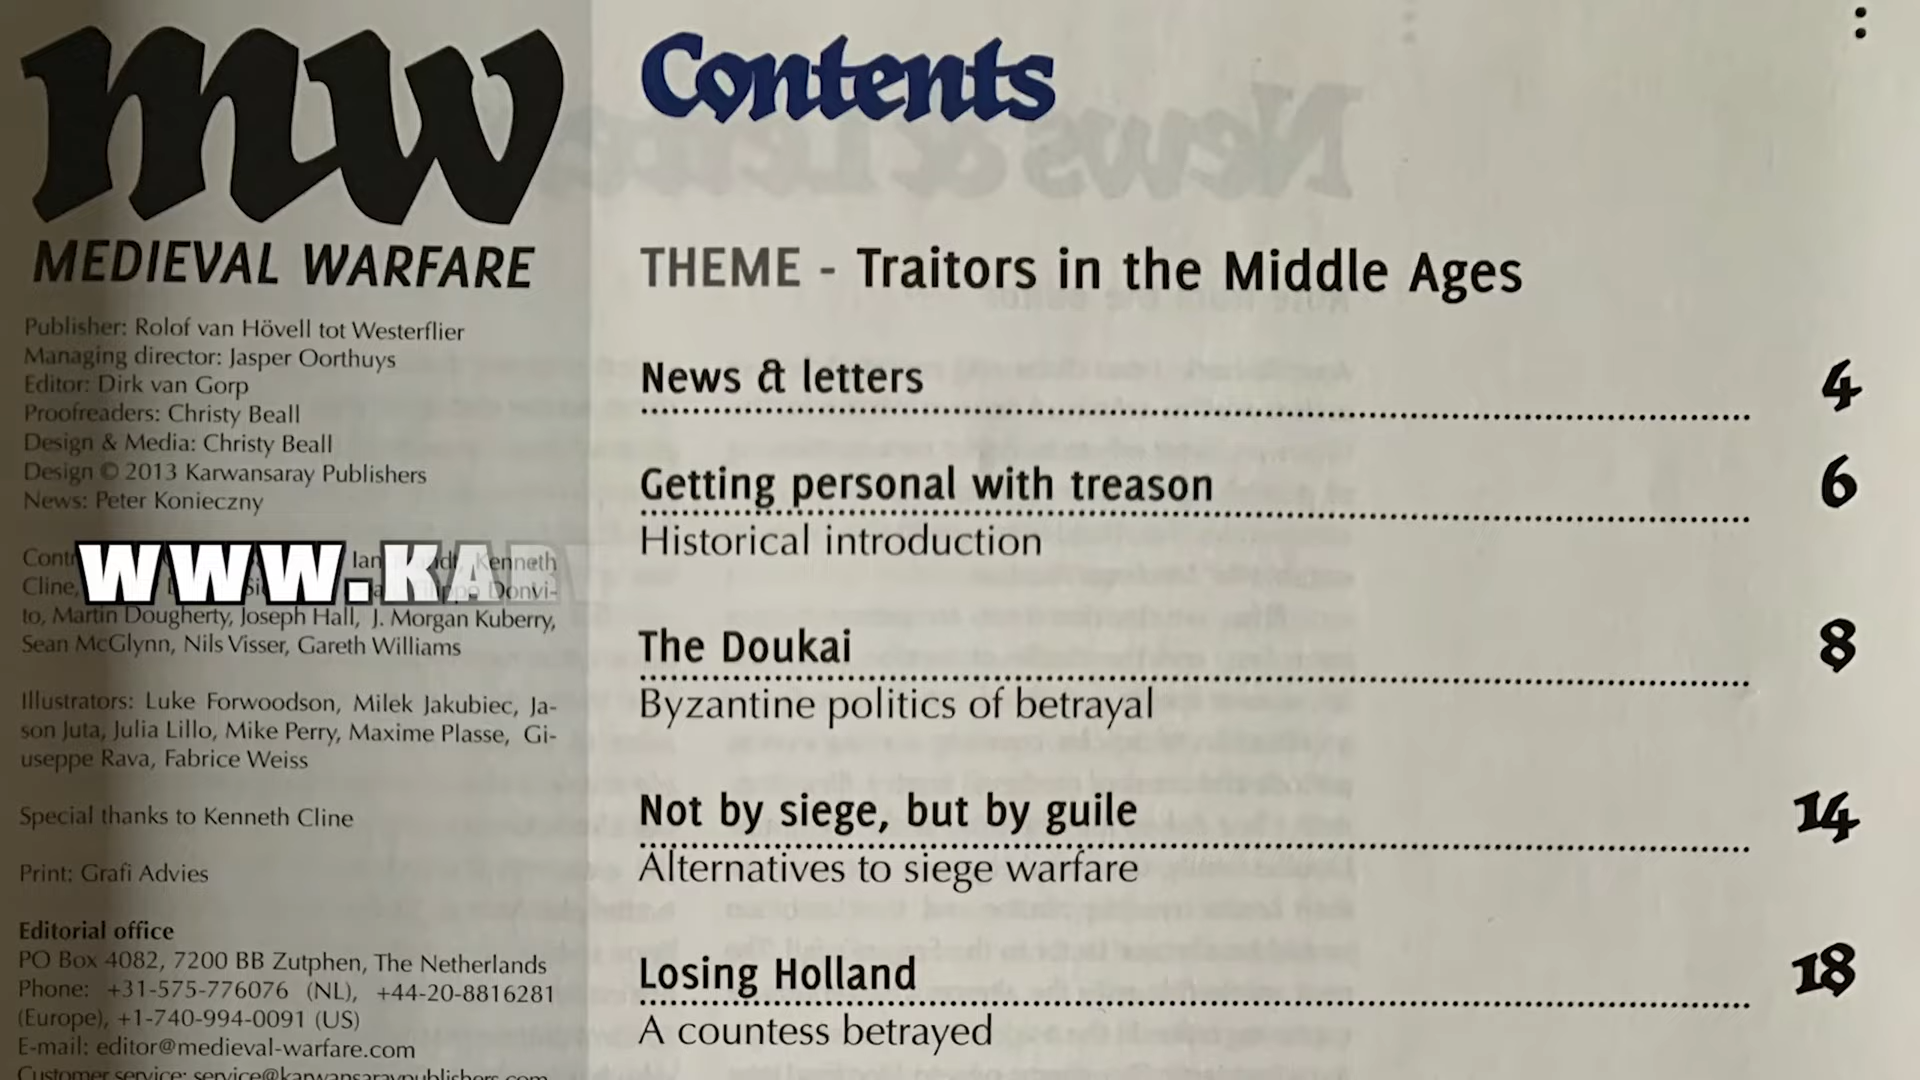 mw
MEDIEVAL WARFARE
Publisher: Rolof van Hövell tot Westerflier
Managing director: Jasper Oorthuys
Editor: Dirk van Gorp
Proofreaders: Christy Beall
Design & Media: Christy Beall
Design © 2013 Karwansaray Publishers
News: Peter Konieczny
Kenneth
Cline, Donvi-
to, Martin Dougherty, Joseph Hall, J. Morgan Kuberry,
Sean McGlynn, Nils Visser, Gareth Williams
WWW.KAR
Illustrators: Luke Forwoodson, Milek Jakubiec, Ja-
son Juta, Julia Lillo, Mike Perry, Maxime Plasse, Gi-
useppe Rava, Fabrice Weiss
Special thanks to Kenneth Cline
Print: Grafi Advies
Editorial office
PO Box 4082, 7200 BB Zutphen, The Netherlands
Phone: +31-575-776076 (NL), +44-20-8816281
(Europe), +1-740-994-0091 (US)
E-mail: editor@medieval-warfare.com
Customer service: service@karwansaraypublishers.com
Contents
THEME - Traitors in the Middle Ages
News & letters 4
Getting personal with treason 6
Historical introduction
The Doukai 8
Byzantine politics of betrayal
Not by siege, but by guile 14
Alternatives to siege warfare
Losing Holland 18
A countess betrayed